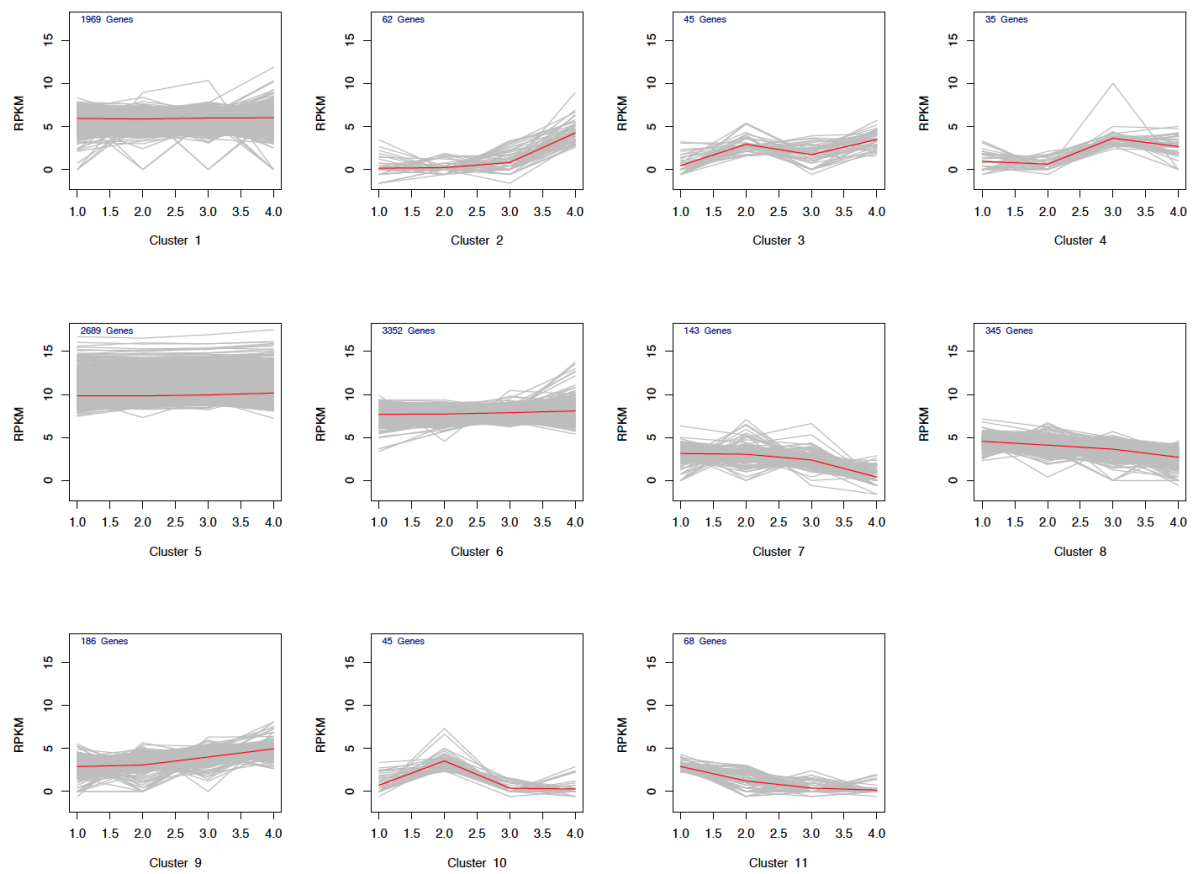 1969 Genes
RPKM
15
10
5
0
1.0 1.5 2.0 2.5 3.0 3.5 4.0
Cluster 1
62 Genes
RPKM
15
10
5
0
1.0 1.5 2.0 2.5 3.0 3.5 4.0
Cluster 2
45 Genes
RPKM
15
10
5
0
1.0 1.5 2.0 2.5 3.0 3.5 4.0
Cluster 3
35 Genes
RPKM
15
10
5
0
1.0 1.5 2.0 2.5 3.0 3.5 4.0
Cluster 4
2689 Genes
RPKM
15
10
5
0
1.0 1.5 2.0 2.5 3.0 3.5 4.0
Cluster 5
3352 Genes
RPKM
15
10
5
0
1.0 1.5 2.0 2.5 3.0 3.5 4.0
Cluster 6
143 Genes
RPKM
15
10
5
0
1.0 1.5 2.0 2.5 3.0 3.5 4.0
Cluster 7
345 Genes
RPKM
15
10
5
0
1.0 1.5 2.0 2.5 3.0 3.5 4.0
Cluster 8
186 Genes
RPKM
15
10
5
0
1.0 1.5 2.0 2.5 3.0 3.5 4.0
Cluster 9
45 Genes
RPKM
15
10
5
0
1.0 1.5 2.0 2.5 3.0 3.5 4.0
Cluster 10
68 Genes
RPKM
15
10
5
0
1.0 1.5 2.0 2.5 3.0 3.5 4.0
Cluster 11